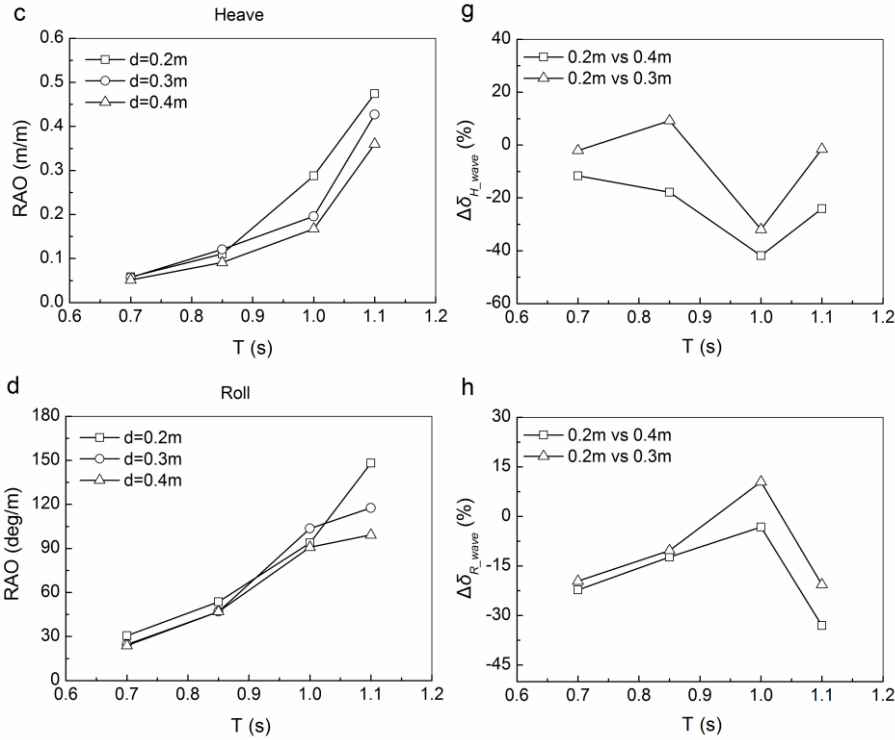 c
Heave
d=0.2m
d=0.3m
d=0.4m
RAO (m/m)
0.6
0.5
0.4
0.3
0.2
0.1
0.0
0.6 0.7 0.8 0.9 1.0 1.1 1.2
T (s)
g
0.2m vs 0.4m
0.2m vs 0.3m
Δδ_H_wave (%)
40
20
0
-20
-40
-60
0.6 0.7 0.8 0.9 1.0 1.1 1.2
T (s)
d
Roll
d=0.2m
d=0.3m
d=0.4m
RAO (deg/m)
180
150
120
90
60
30
0
0.6 0.7 0.8 0.9 1.0 1.1 1.2
T (s)
h
0.2m vs 0.4m
0.2m vs 0.3m
Δδ_R_wave (%)
30
15
0
-15
-30
-45
0.6 0.7 0.8 0.9 1.0 1.1 1.2
T (s)